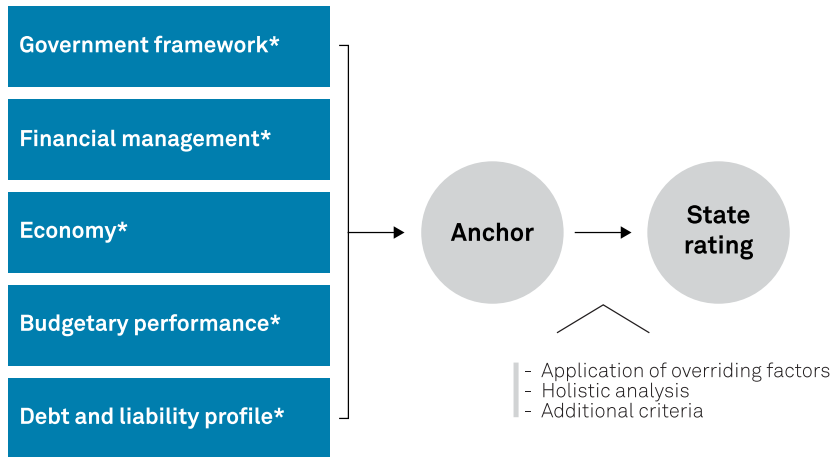 Government framework*
Financial management*
Economy*
Budgetary performance*
Debt and liability profile*
Anchor
State
rating
- Application of overriding factors
- Holistic analysis
- Additional criteria